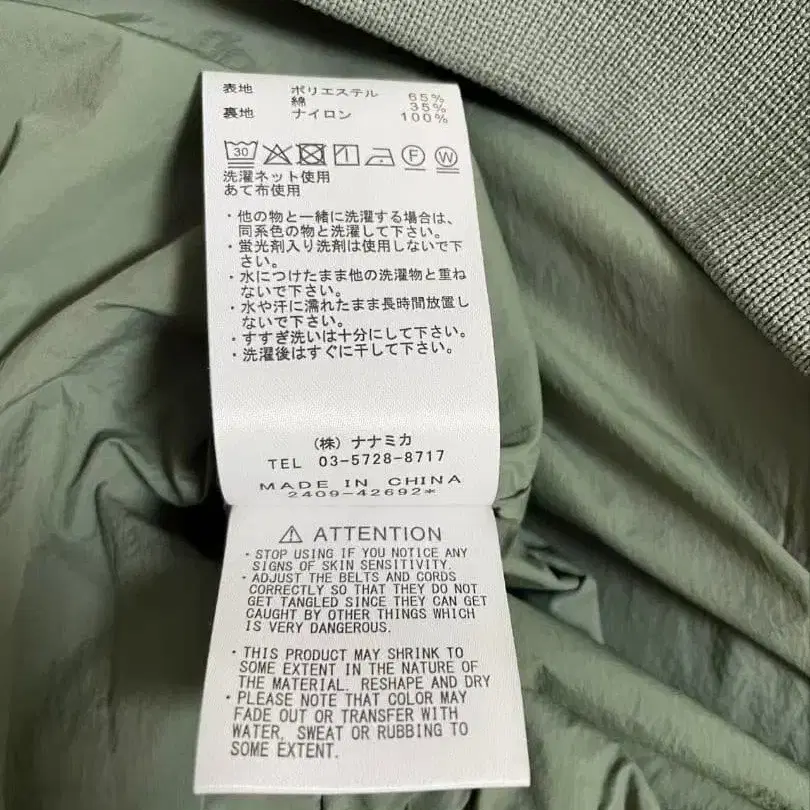 表地 ポリエステル 65%
綿 35%
裏地 ナイロン 100%
30 F W
洗濯ネット使用
あて布使用
・他の物と一緒に洗濯する場合は、
同系色の物と洗濯して下さい。
・蛍光剤入り洗剤は使用しないで下
さい。
・水につけたまま他の洗濯物と重ね
ないで下さい。
・水や汗に濡れたまま長時間放置し
ないで下さい。
・すすぎ洗いは十分にして下さい。
・洗濯後はすぐに干して下さい。
(株) ナナミカ
TEL 03-5728-8717
MADE IN CHINA
2409-42692*
⚠ ATTENTION
・STOP USING IF YOU NOTICE ANY
SIGNS OF SKIN SENSITIVITY.
・ADJUST THE BELTS AND CORDS
CORRECTLY SO THAT THEY DO NOT
GET TANGLED SINCE THEY CAN GET
CAUGHT BY OTHER THINGS WHICH
IS VERY DANGEROUS.
・THIS PRODUCT MAY SHRINK TO
SOME EXTENT IN THE NATURE OF
THE MATERIAL. RESHAPE AND DRY
・PLEASE NOTE THAT COLOR MAY
FADE OUT OR TRANSFER WITH
WATER, SWEAT OR RUBBING TO
SOME EXTENT.